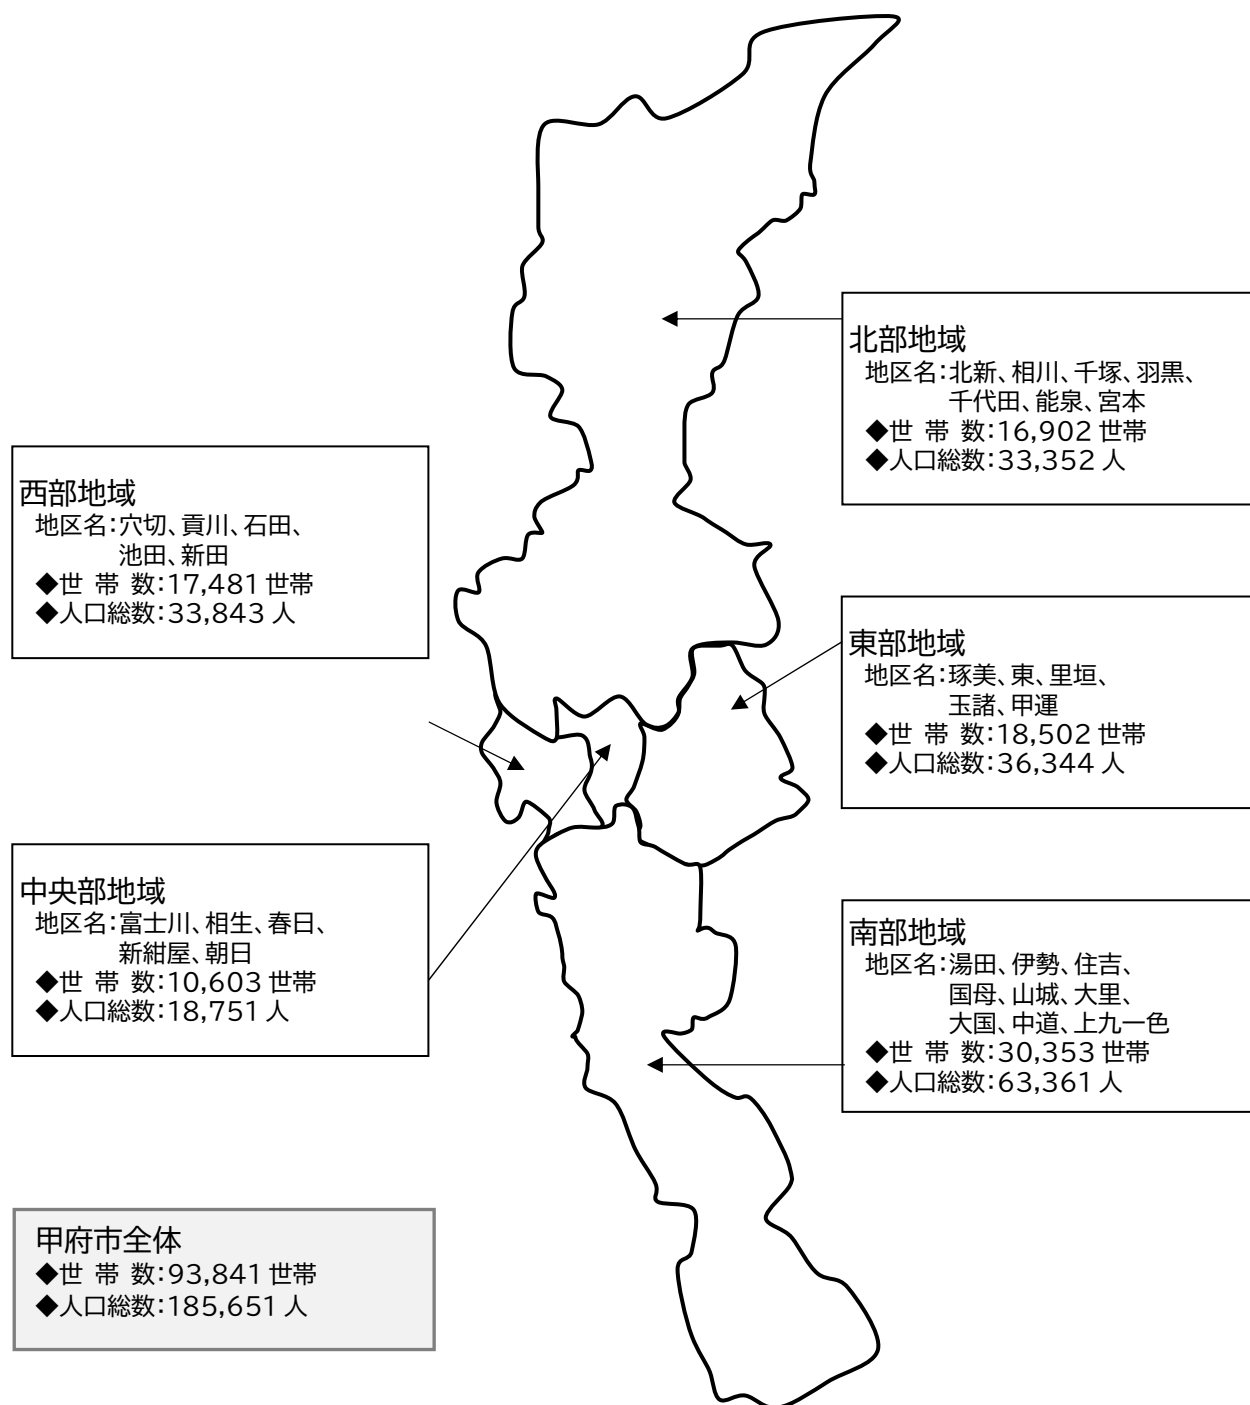 北部地域
地区名：北新、相川、千塚、羽黒、
千代田、能泉、宮本
◆世 帯 数：16,902 世帯
◆人口総数：33,352 人
西部地域
地区名：穴切、貢川、石田、
池田、新田
◆世 帯 数：17,481 世帯
◆人口総数：33,843 人
東部地域
地区名：琢美、東、里垣、
玉諸、甲運
◆世 帯 数：18,502 世帯
◆人口総数：36,344 人
中央部地域
地区名：富士川、相生、春日、
新紺屋、朝日
◆世 帯 数：10,603 世帯
◆人口総数：18,751 人
南部地域
地区名：湯田、伊勢、住吉、
国母、山城、大里、
大国、中道、上九一色
◆世 帯 数：30,353 世帯
◆人口総数：63,361 人
甲府市全体
◆世 帯 数：93,841 世帯
◆人口総数：185,651 人